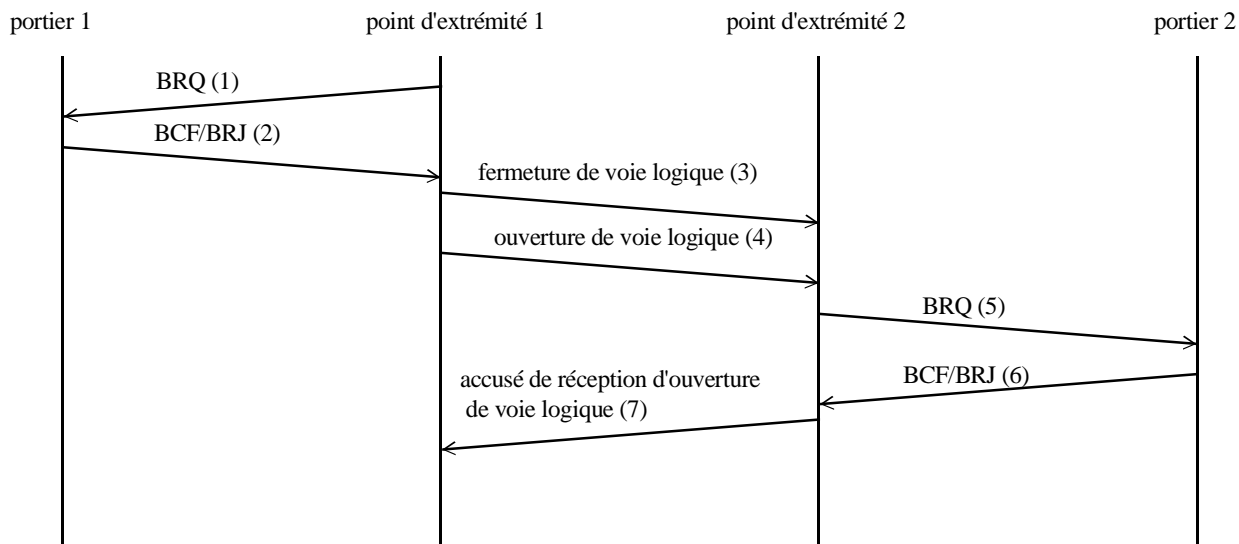 portier 1
point d'extrémité 1
point d'extrémité 2
portier 2
BRQ (1)
BCF/BRJ (2)
fermeture de voie logique (3)
ouverture de voie logique (4)
BRQ (5)
BCF/BRJ (6)
accusé de réception d'ouverture
de voie logique (7)